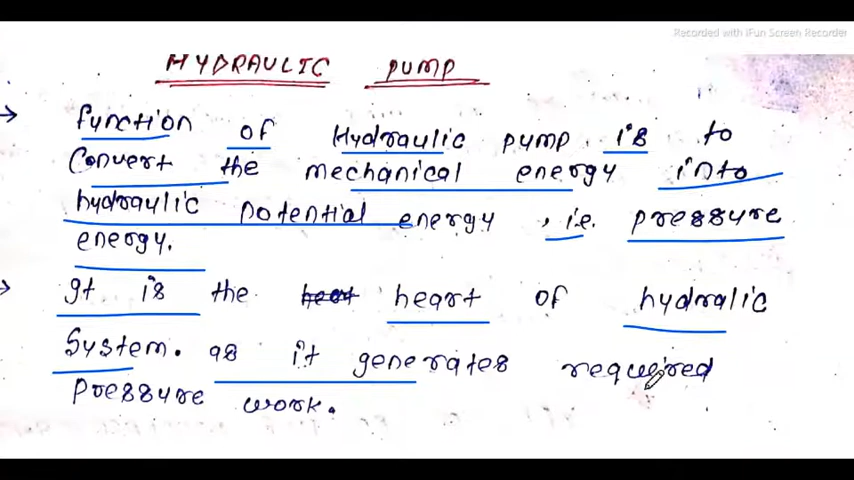 Recorded with iFun Screen Recorder
HYDRAULIC PUMP
→ function of Hydraulic pump is to
Convert the mechanical energy into
hydraulic potential energy, i.e. pressure
energy.
→ It is the heart of hydralic
System. as it generates required
Pressure work.